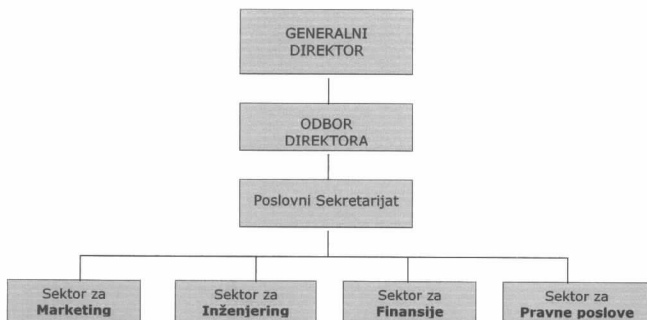 GENERALNI
DIREKTOR
ODBOR
DIREKTORA
Poslovni Sekretarijat
Sektor za
Marketing
Sektor za
Inženjering
Sektor za
Finansije
Sektor za
Pravne poslove